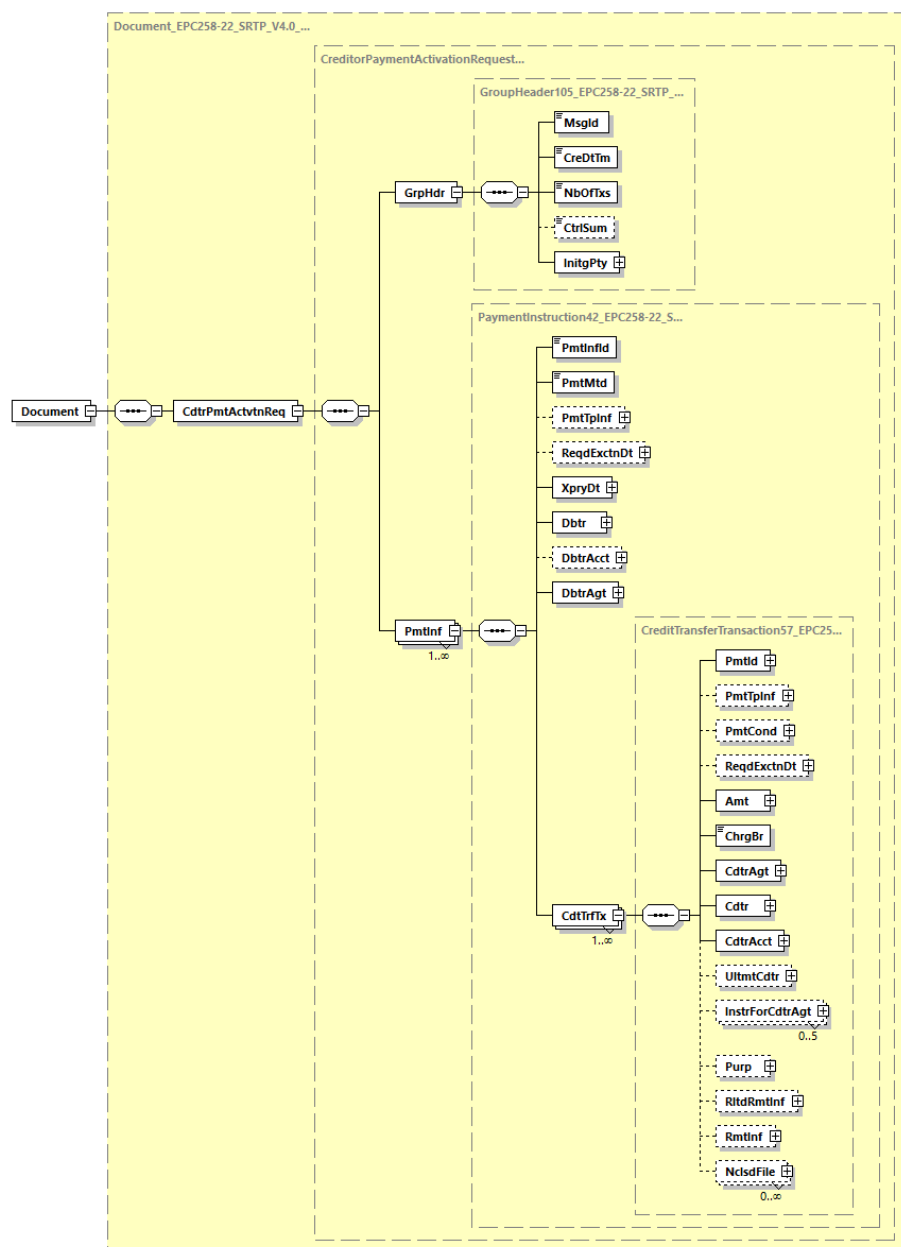 Document_EPC258-22_SRTP_V4.0_...
CreditorPaymentActivationRequest...
GroupHeader105_EPC258-22_SRTP_...
MsgId
CreDtTm
GrpHdr
NbOfTxs
CtrlSum
InitgPty
PaymentInstruction42_EPC258-22_S...
PmtInfId
PmtMtd
Document
CdtrPmtActvtnReq
PmtTpInf
ReqdExctnDt
XpryDt
Dbtr
DbtrAcct
DbtrAgt
PmtInf
1..∞
CreditTransferTransaction57_EPC25...
PmtId
PmtTpInf
PmtCond
ReqdExctnDt
Amt
ChrgBr
CdtrAgt
Cdtr
CdtTrfTx
1..∞
CdtrAcct
UltmtCdtr
InstrForCdtrAgt
0..5
Purp
RltdRmtInf
RmtInf
NclsdFile
0..∞